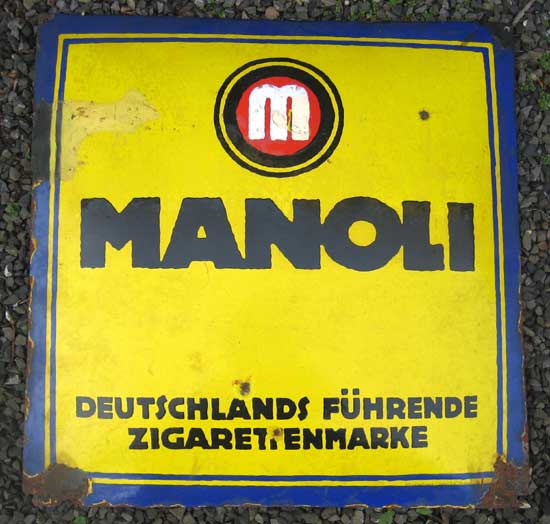 m
MANOLI
DEUTSCHLANDS FÜHRENDE
ZIGARETTENMARKE